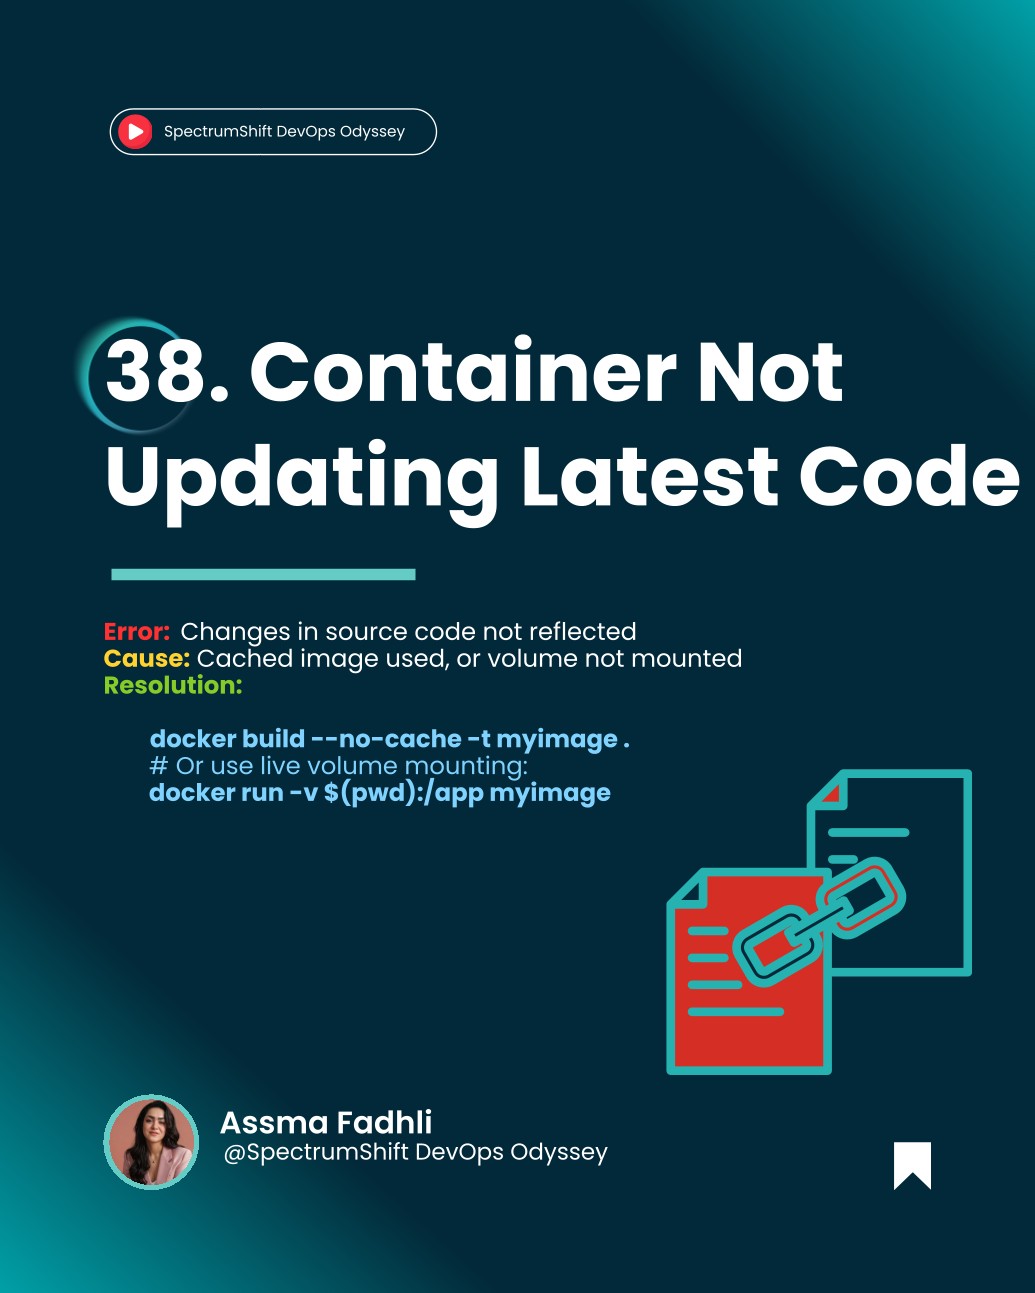 SpectrumShift DevOps Odyssey
38. Container Not
Updating Latest Code
Error: Changes in source code not reflected
Cause: Cached image used, or volume not mounted
Resolution:
docker build --no-cache -t myimage .
# Or use live volume mounting:
docker run -v $(pwd):/app myimage
Assma Fadhli
@SpectrumShift DevOps Odyssey